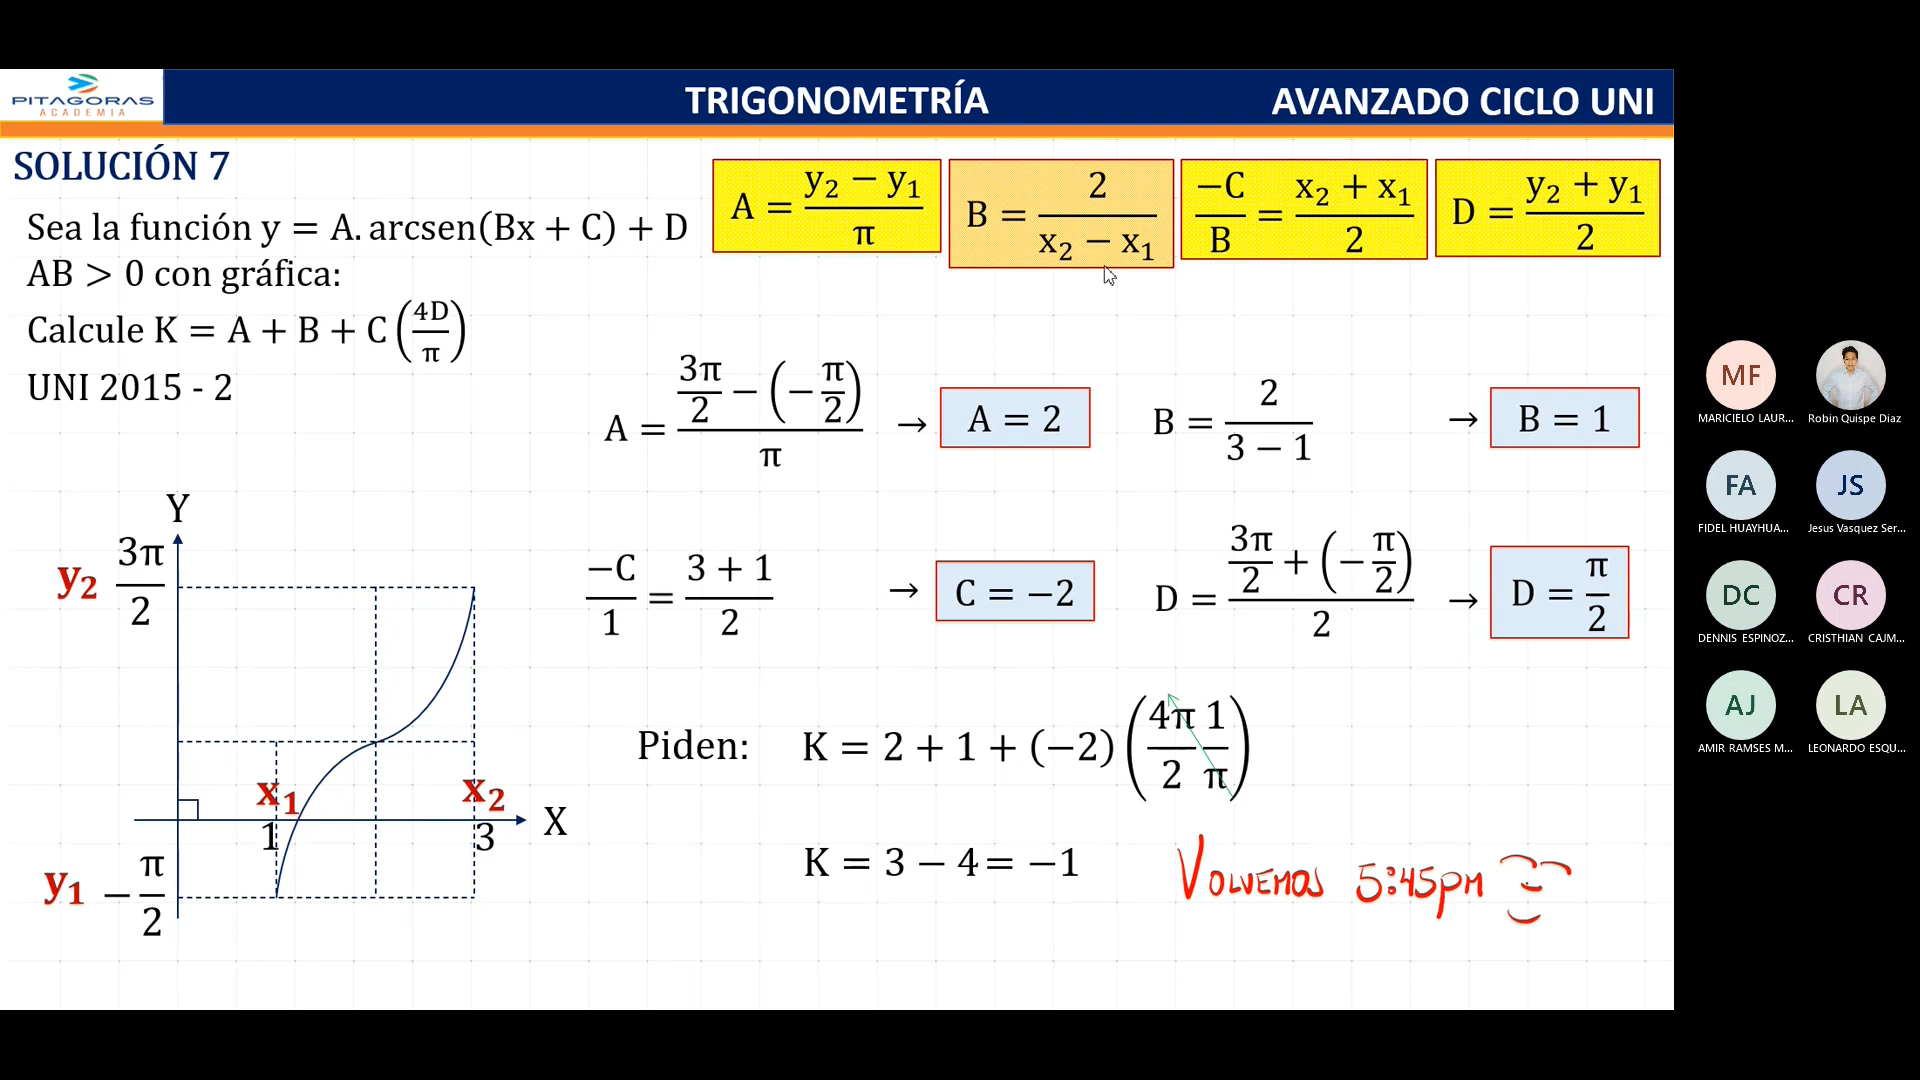 PITAGORAS
ACADEMIA
TRIGONOMETRÍA
AVANZADO CICLO UNI
SOLUCIÓN 7
Sea la función y = A. arcsen(Bx + C) + D
AB > 0 con gráfica:
Calcule K = A + B + C (4D/π)
UNI 2015 - 2
A = (y₂ − y₁)/π
B = 2/(x₂ − x₁)
−C/B = (x₂ + x₁)/2
D = (y₂ + y₁)/2
A = (3π/2 − (−π/2))/π → A = 2
B = 2/(3 − 1) → B = 1
−C/1 = (3 + 1)/2 → C = −2
D = (3π/2 + (−π/2))/2 → D = π/2
Y
y₂ 3π/2
x₁
x₂
1
3
X
y₁ −π/2
Piden: K = 2 + 1 + (−2) (4π/2 1/π)
K = 3 − 4 = −1
VOLVEMOS 5:45PM
MF
MARICIELO LAUR...
Robin Quispe Diaz
FA
FIDEL HUAYHUA...
JS
Jesus Vasquez Ser...
DC
DENNIS ESPINOZ...
CR
CRISTHIAN CAJM...
AJ
AMIR RAMSES M...
LA
LEONARDO ESQU...